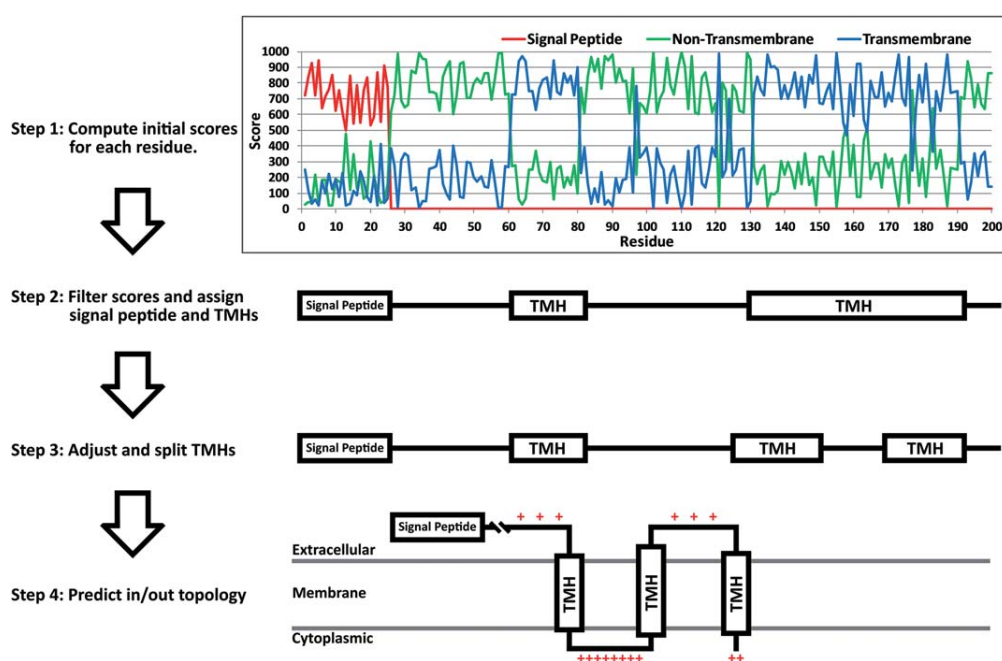 Signal Peptide Non-Transmembrane Transmembrane
1000
900
800
700
600
500
400
300
200
100
0
Score
0 10 20 30 40 50 60 70 80 90 100 110 120 130 140 150 160 170 180 190 200
Residue
Step 1: Compute initial scores
for each residue.
Step 2: Filter scores and assign
signal peptide and TMHs
Signal Peptide TMH TMH
Step 3: Adjust and split TMHs
Signal Peptide TMH TMH TMH
Step 4: Predict in/out topology
Signal Peptide
+ + + + + +
Extracellular
Membrane
TMH TMH TMH
Cytoplasmic
++++++++ ++